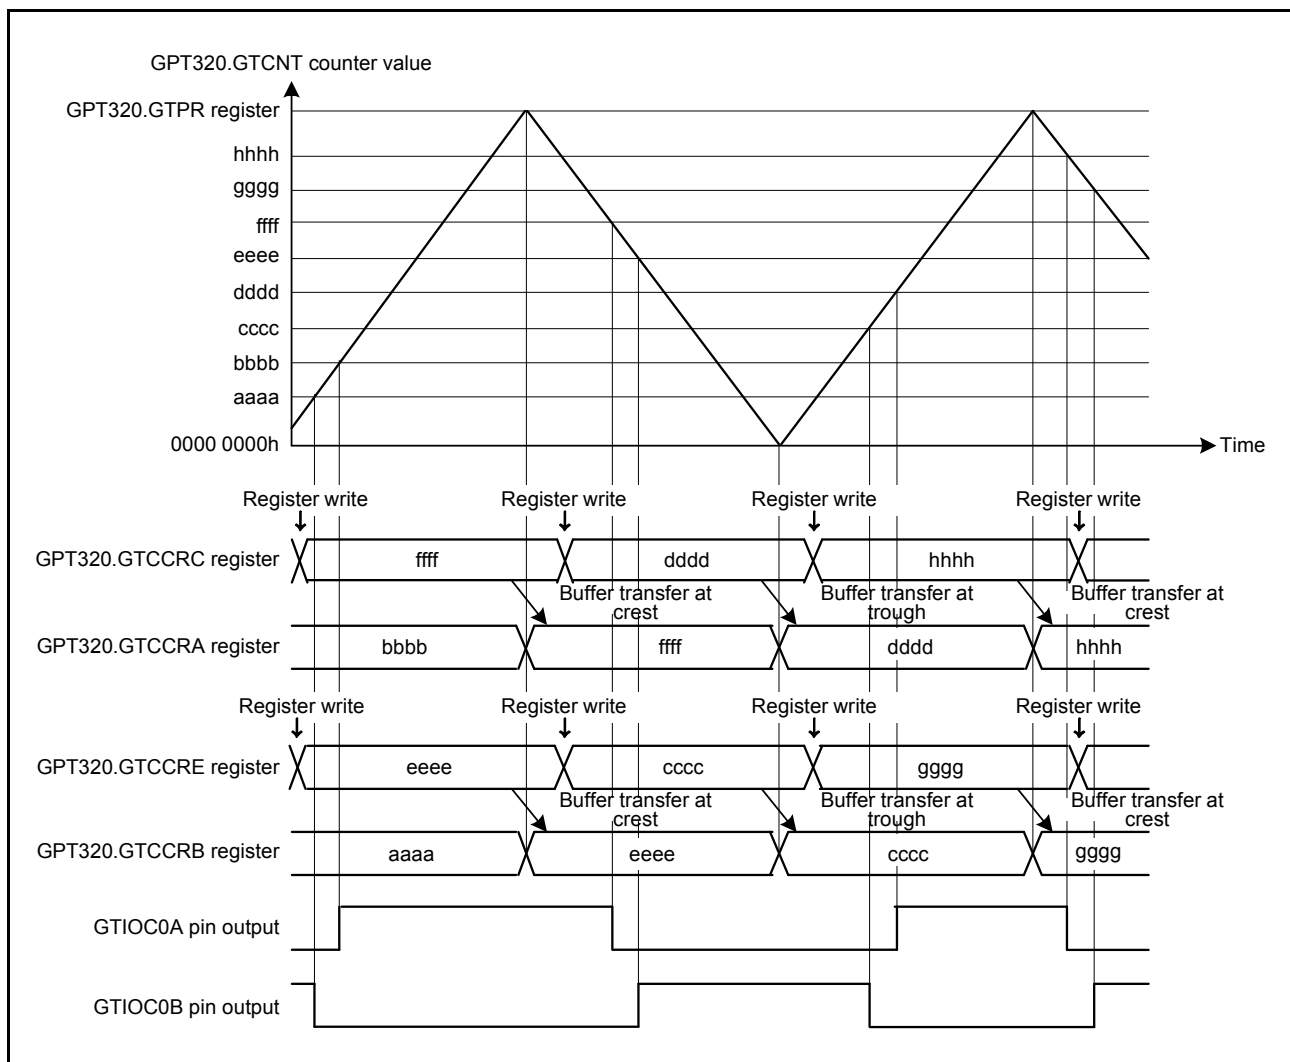 GPT320.GTCNT counter value
GPT320.GTPR register
hhhh
gggg
ffff
eeee
dddd
cccc
bbbb
aaaa
0000 0000h
Time
Register write Register write Register write Register write
GPT320.GTCCRC register ffff dddd hhhh
Buffer transfer at Buffer transfer at Buffer transfer at
crest trough crest
GPT320.GTCCRA register bbbb ffff dddd hhhh
Register write Register write Register write Register write
GPT320.GTCCRE register eeee cccc gggg
Buffer transfer at Buffer transfer at Buffer transfer at
crest trough crest
GPT320.GTCCRB register aaaa eeee cccc gggg
GTIOC0A pin output
GTIOC0B pin output